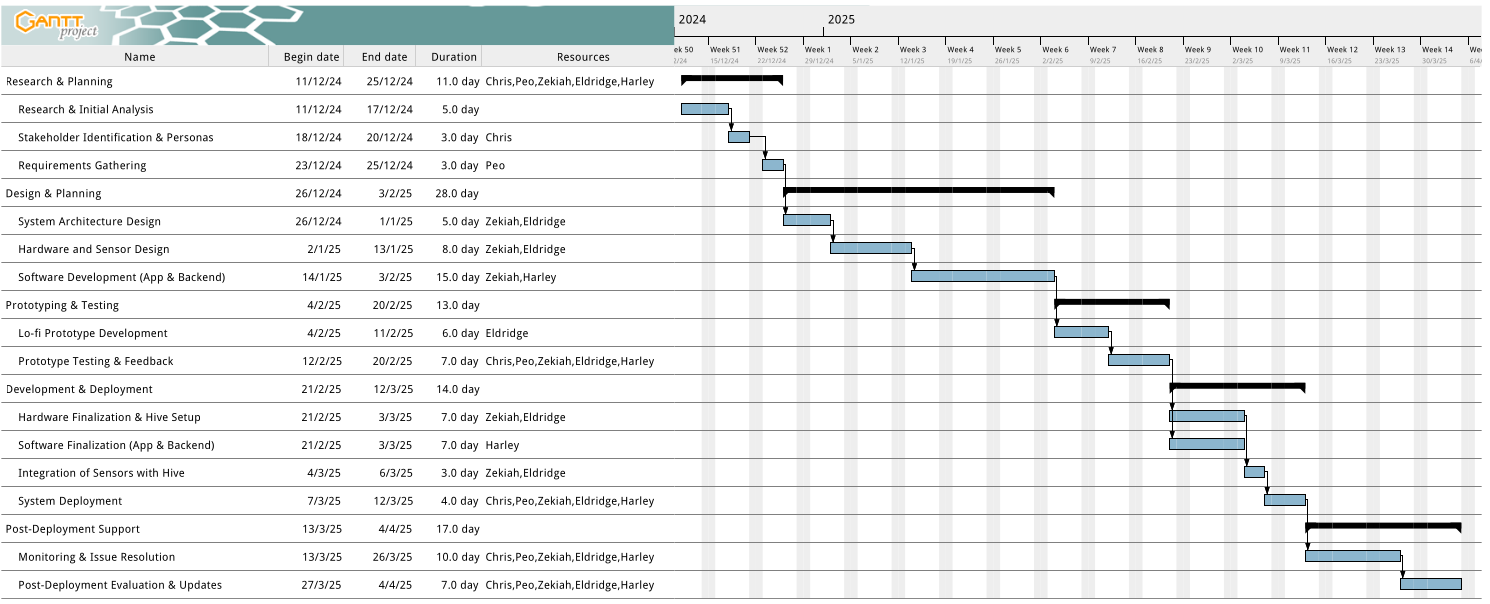 GANTT project
2024 2025
ek 50 Week 51 Week 52 Week 1 Week 2 Week 3 Week 4 Week 5 Week 6 Week 7 Week 8 Week 9 Week 10 Week 11 Week 12 Week 13 Week 14 Wee
Name Begin date End date Duration Resources
2/24 15/12/24 22/12/24 29/12/24 5/1/25 12/1/25 19/1/25 26/1/25 2/2/25 9/2/25 16/2/25 23/2/25 2/3/25 9/3/25 16/3/25 23/3/25 30/3/25 6/4/
Research & Planning 11/12/24 25/12/24 11.0 day Chris,Peo,Zekiah,Eldridge,Harley
Research & Initial Analysis 11/12/24 17/12/24 5.0 day
Stakeholder Identification & Personas 18/12/24 20/12/24 3.0 day Chris
Requirements Gathering 23/12/24 25/12/24 3.0 day Peo
Design & Planning 26/12/24 3/2/25 28.0 day
System Architecture Design 26/12/24 1/1/25 5.0 day Zekiah,Eldridge
Hardware and Sensor Design 2/1/25 13/1/25 8.0 day Zekiah,Eldridge
Software Development (App & Backend) 14/1/25 3/2/25 15.0 day Zekiah,Harley
Prototyping & Testing 4/2/25 20/2/25 13.0 day
Lo-fi Prototype Development 4/2/25 11/2/25 6.0 day Eldridge
Prototype Testing & Feedback 12/2/25 20/2/25 7.0 day Chris,Peo,Zekiah,Eldridge,Harley
Development & Deployment 21/2/25 12/3/25 14.0 day
Hardware Finalization & Hive Setup 21/2/25 3/3/25 7.0 day Zekiah,Eldridge
Software Finalization (App & Backend) 21/2/25 3/3/25 7.0 day Harley
Integration of Sensors with Hive 4/3/25 6/3/25 3.0 day Zekiah,Eldridge
System Deployment 7/3/25 12/3/25 4.0 day Chris,Peo,Zekiah,Eldridge,Harley
Post-Deployment Support 13/3/25 4/4/25 17.0 day
Monitoring & Issue Resolution 13/3/25 26/3/25 10.0 day Chris,Peo,Zekiah,Eldridge,Harley
Post-Deployment Evaluation & Updates 27/3/25 4/4/25 7.0 day Chris,Peo,Zekiah,Eldridge,Harley